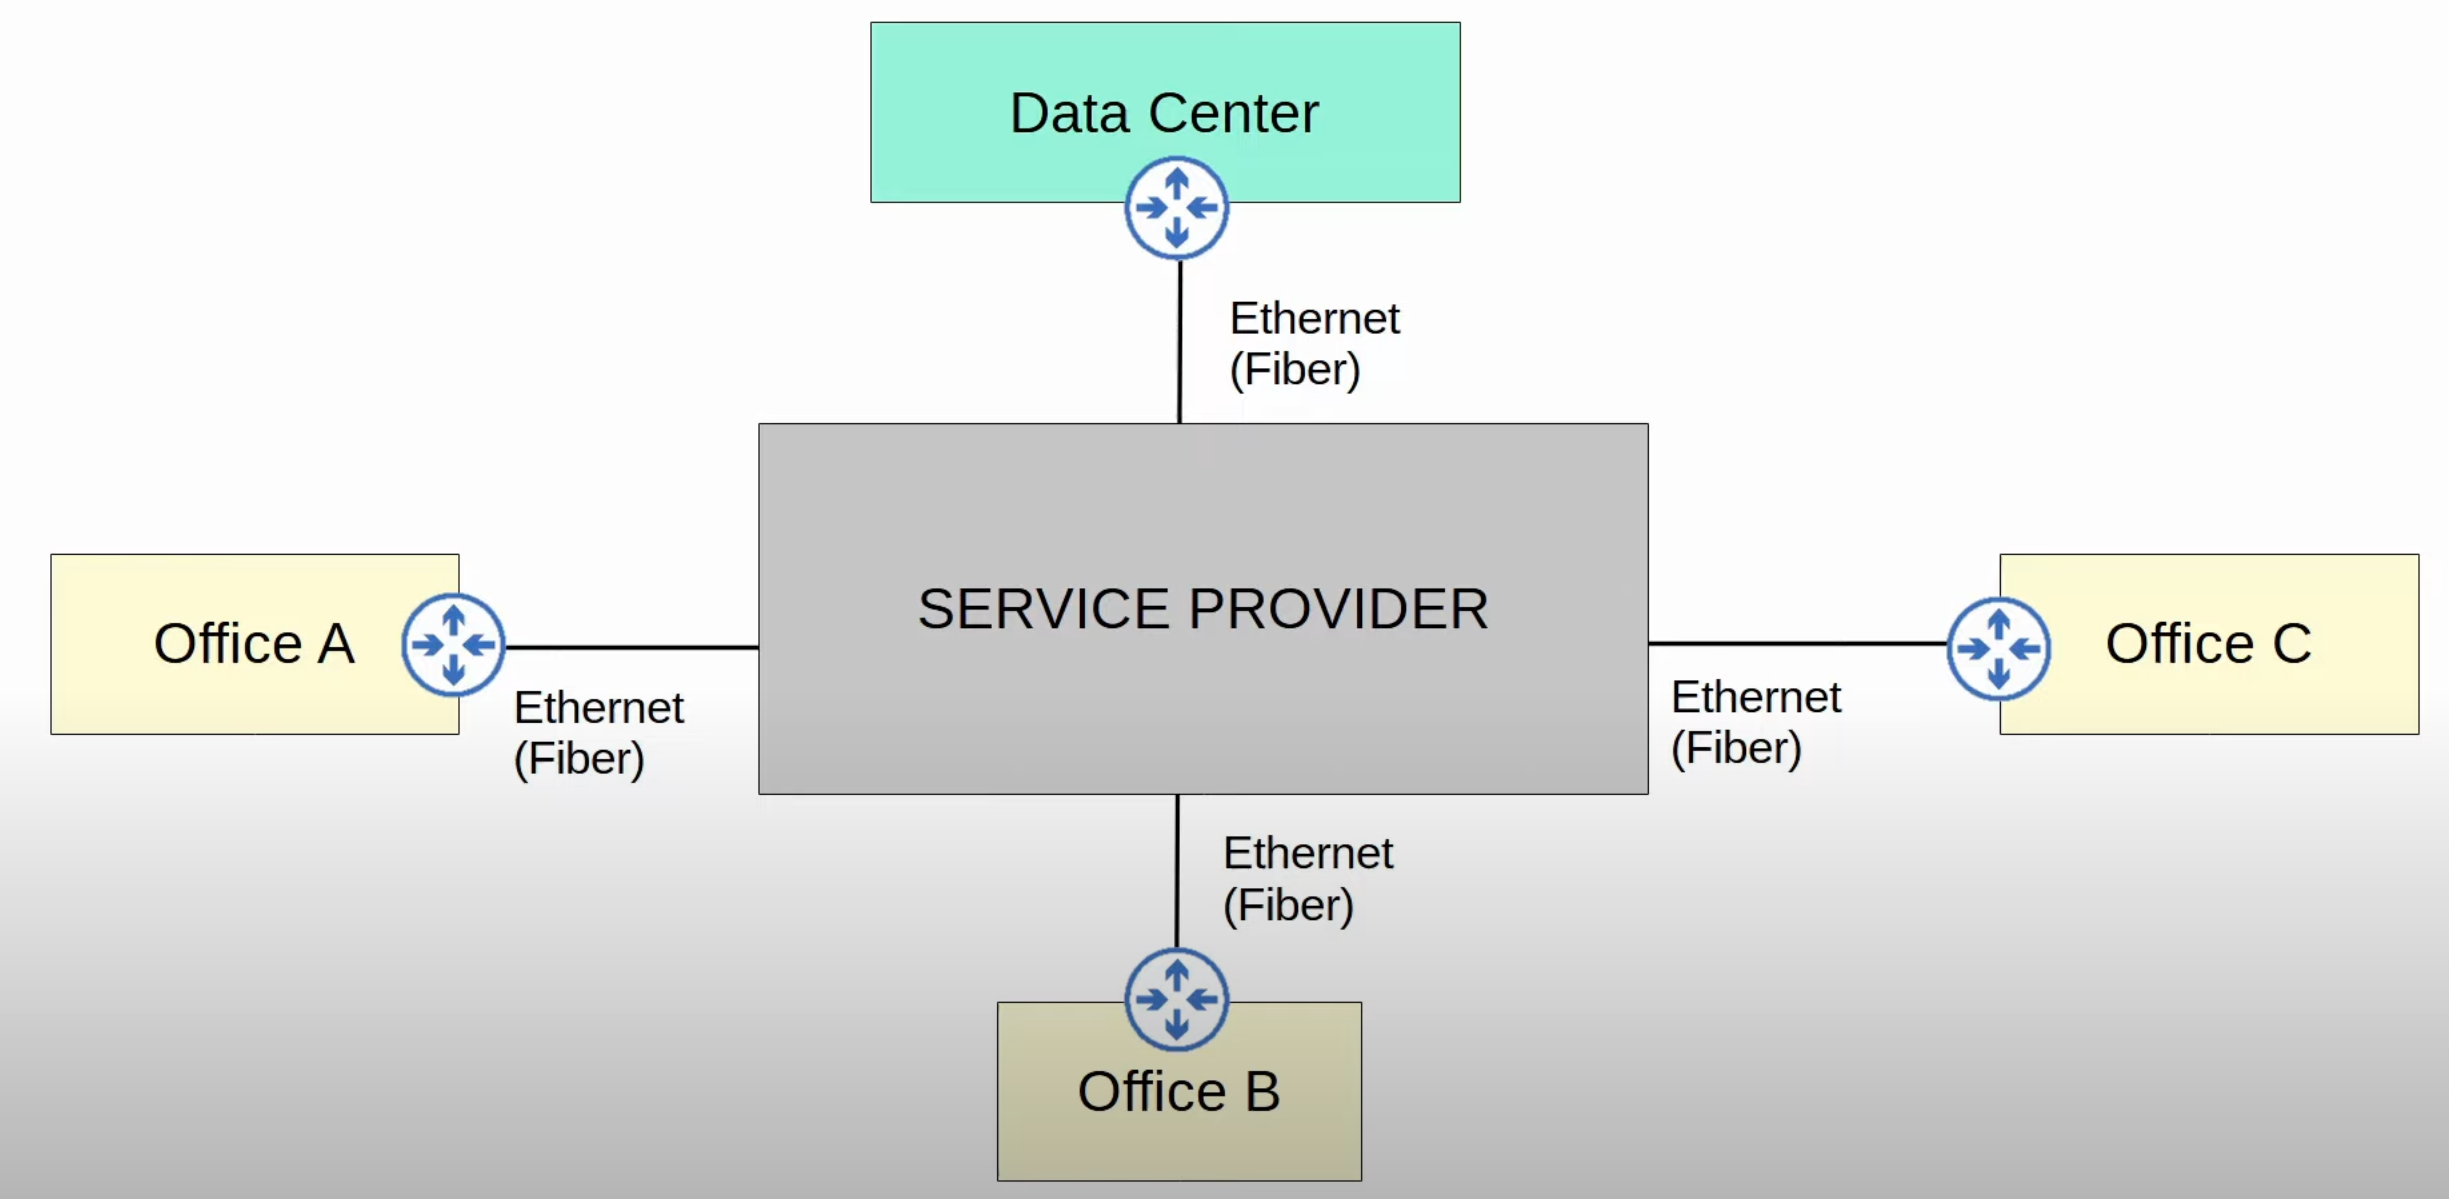 Data Center
Ethernet
(Fiber)
SERVICE PROVIDER
Office A
Ethernet
(Fiber)
Office C
Ethernet
(Fiber)
Ethernet
(Fiber)
Office B